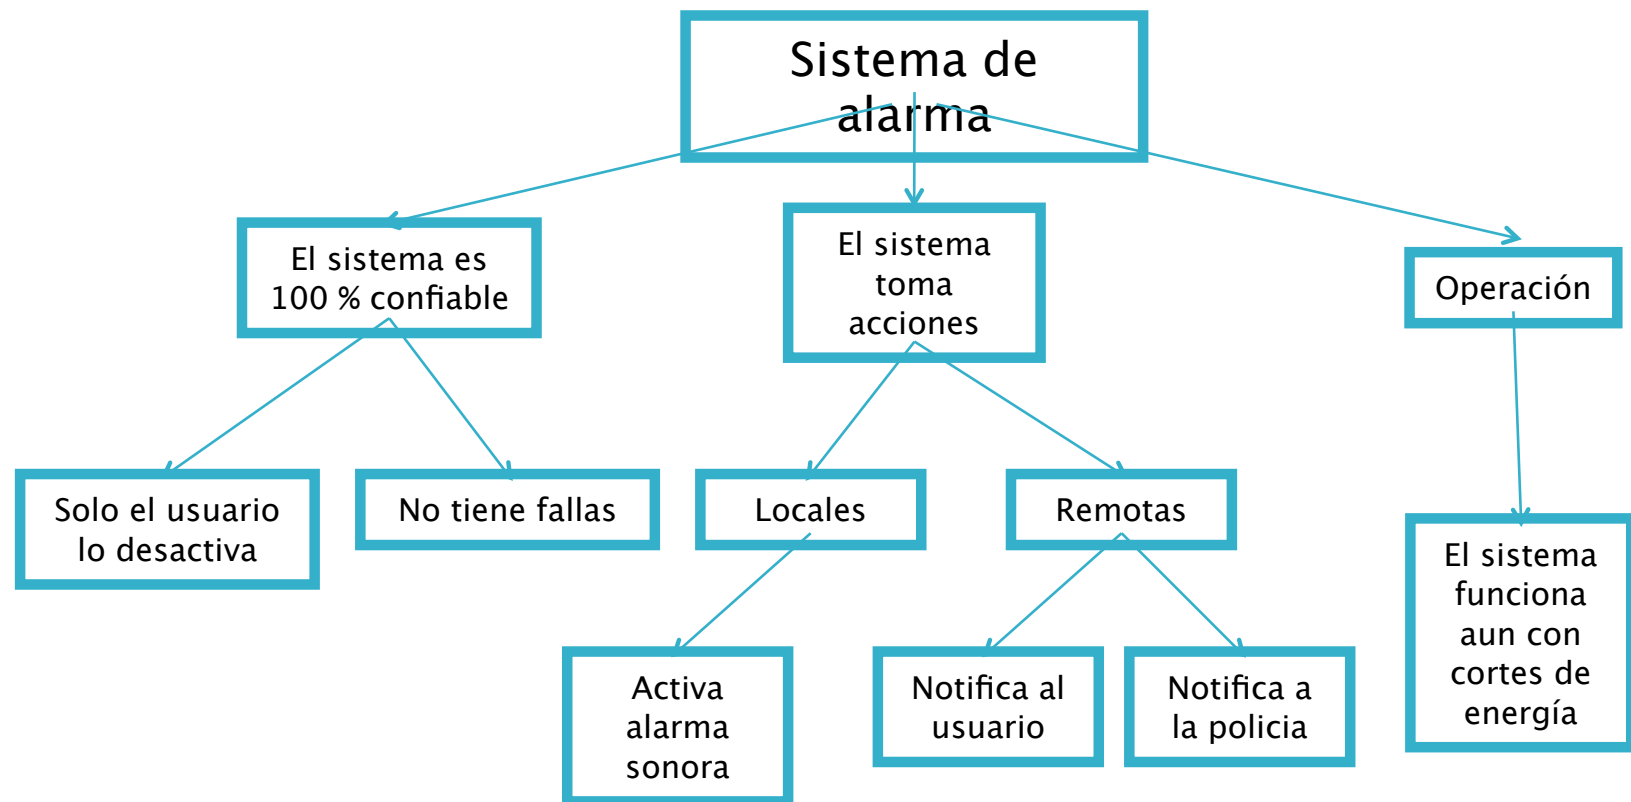 Sistema de
alarma
El sistema es
100 % confiable
El sistema
toma
acciones
Operación
Solo el usuario
lo desactiva
No tiene fallas
Locales
Remotas
El sistema
funciona
aun con
cortes de
energía
Activa
alarma
sonora
Notifica al
usuario
Notifica a
la policia